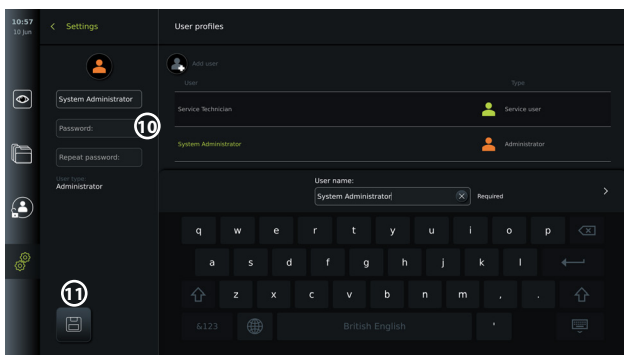 10:57
10 Jun
Settings
User profiles
Add user
User
Type
System Administrator
Service Technician
Service user
Password:
10
Repeat password:
System Administrator
Administrator
User type:
Administrator
User name:
System Administrator
Required
q w e r t y u i o p
a s d f g h j k l
z x c v b n m , .
&123
British English
'
11